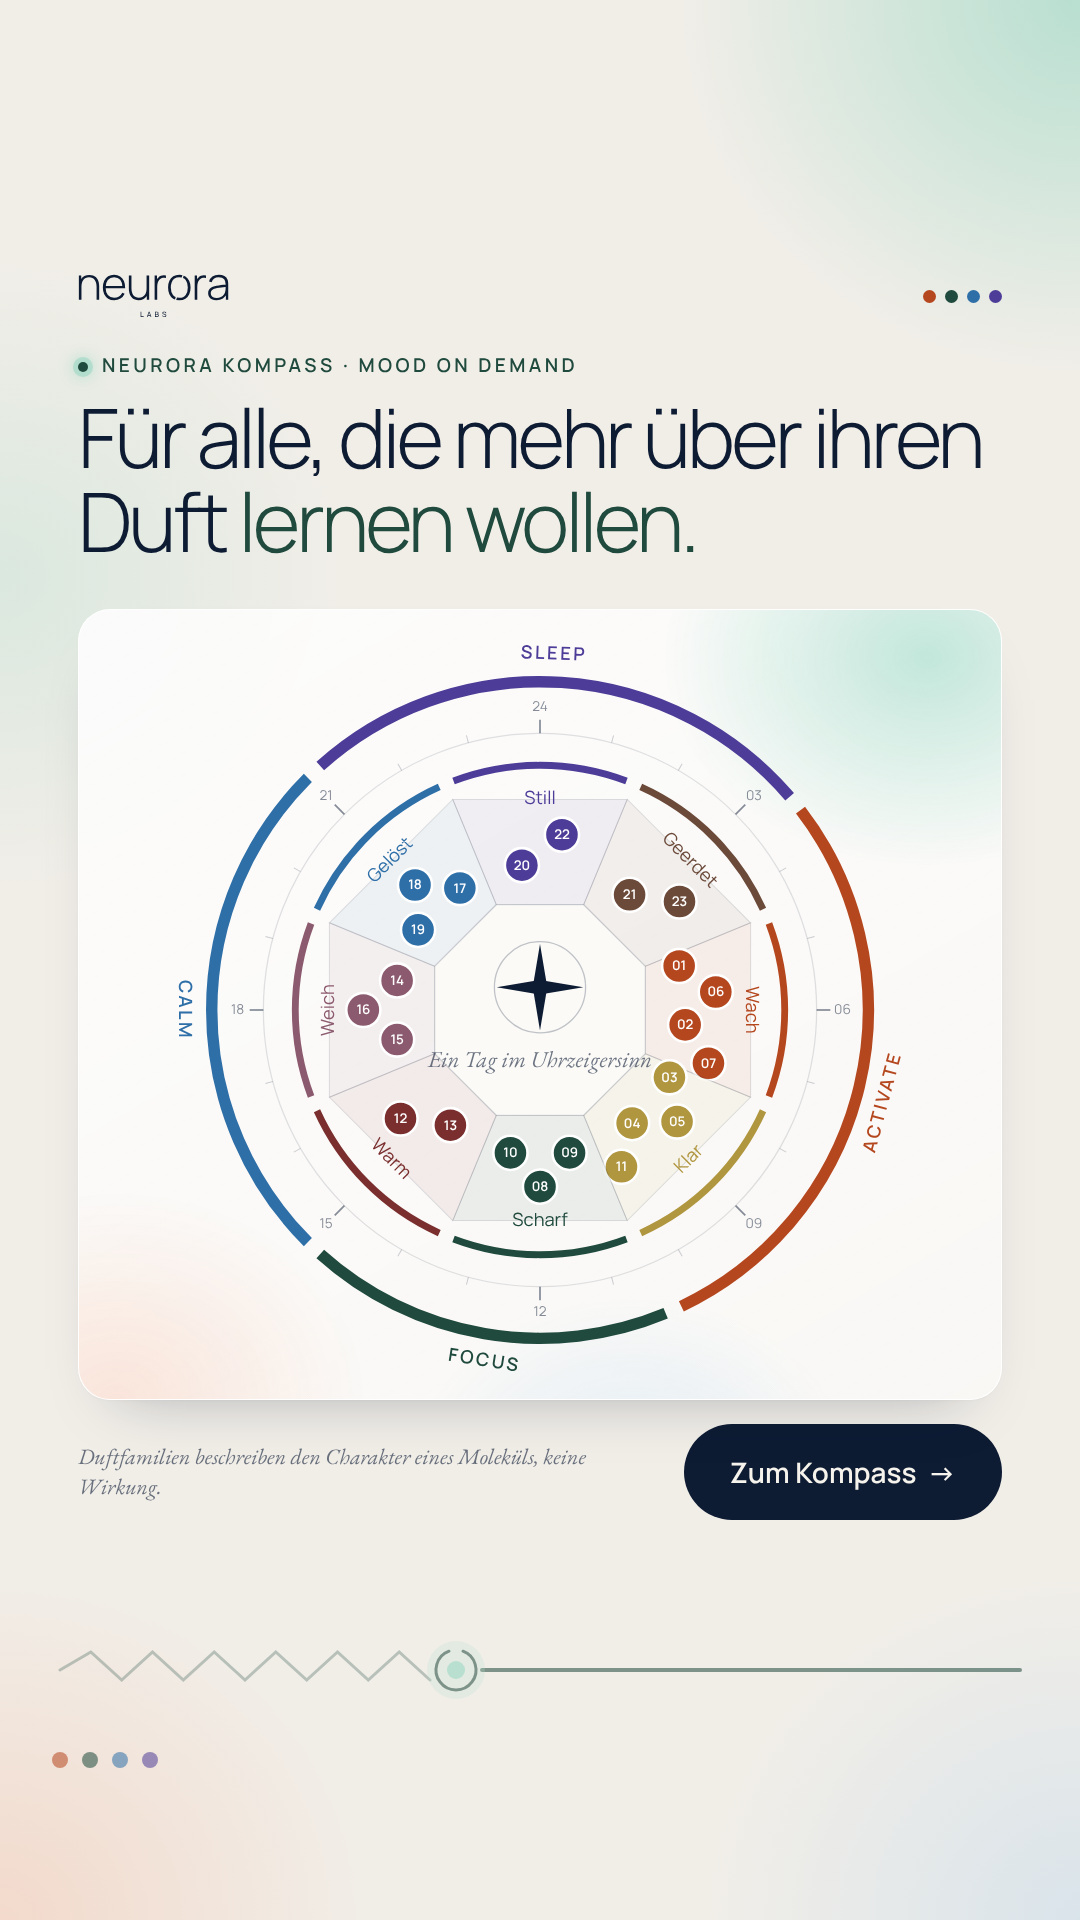 neurora
LABS
NEURORA KOMPASS · MOOD ON DEMAND
Für alle, die mehr über ihren
Duft lernen wollen.
SLEEP
24
21
03
Still
Gelöst
Geerdet
22
20
18
17
19
21
23
14
16
15
Weich
01
06
02
07
Wach
CALM
18
06
Ein Tag im Uhrzeigersinn
03
04
05
11
Klar
ACTIVATE
12
13
Warm
10
09
08
Scharf
15
09
12
FOCUS
Duftfamilien beschreiben den Charakter eines Moleküls, keine
Wirkung.
Zum Kompass →